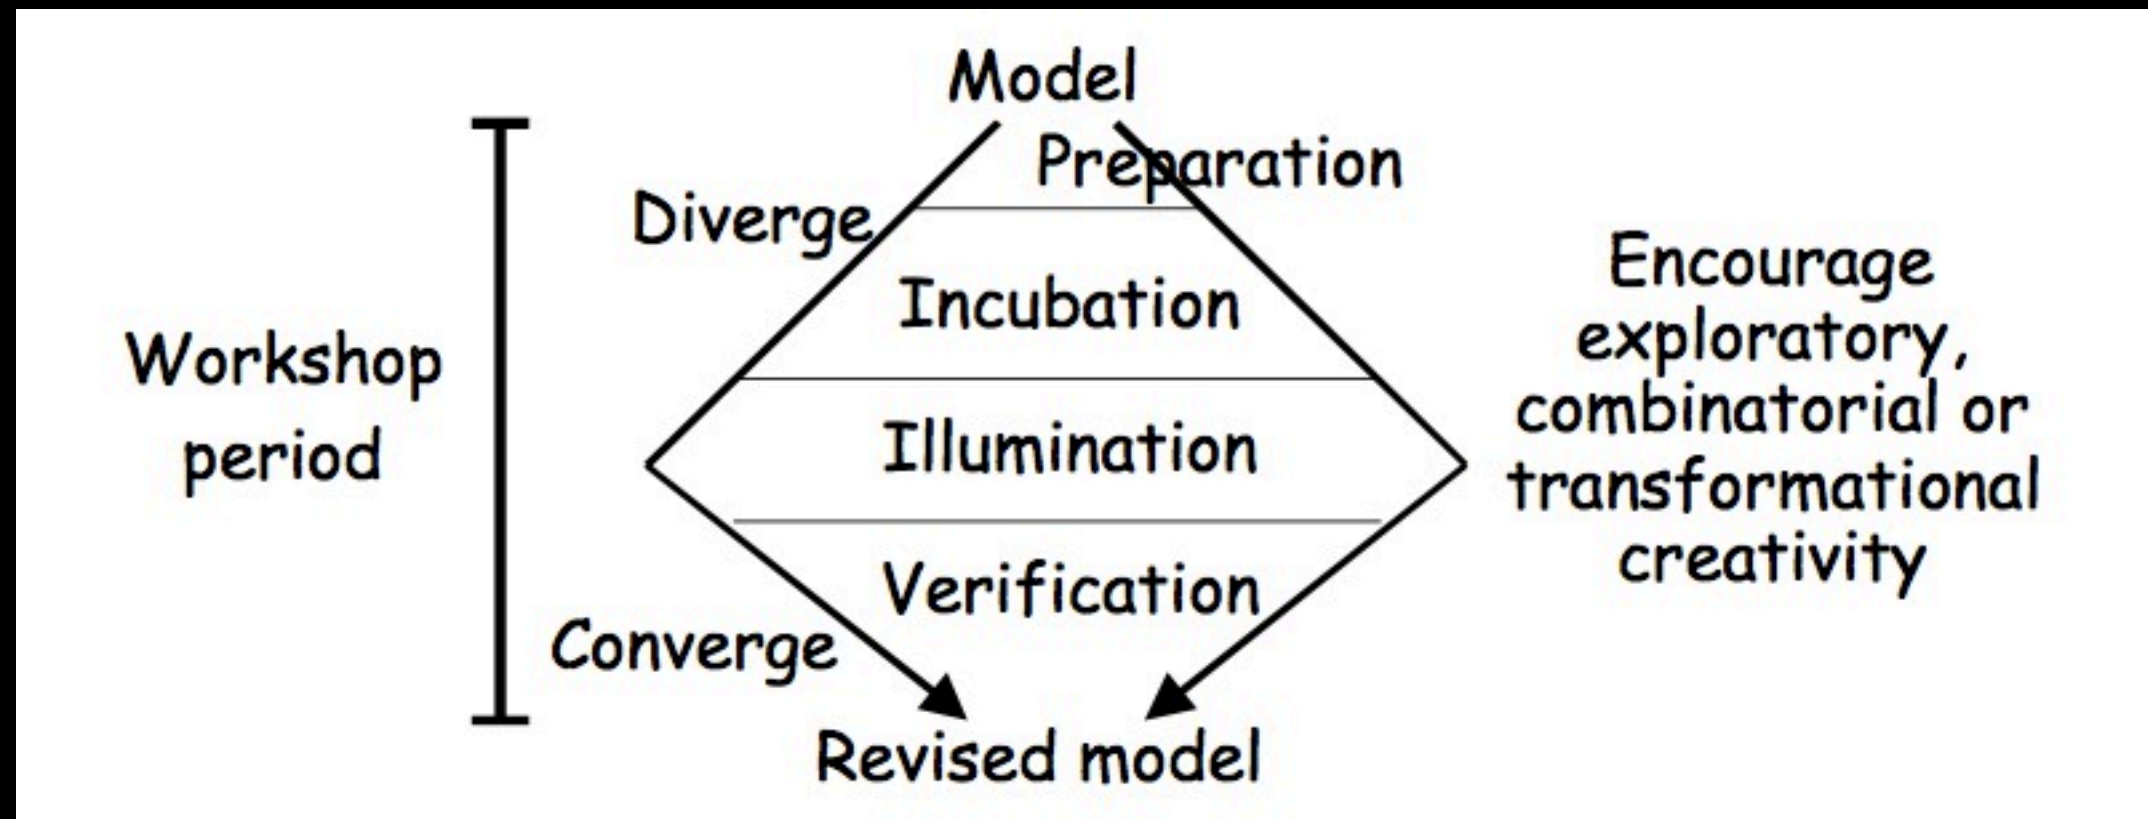 Model
Preparation
Diverge
Incubation
Workshop
period
Illumination
Verification
Converge
Revised model
Encourage
exploratory,
combinatorial or
transformational
creativity